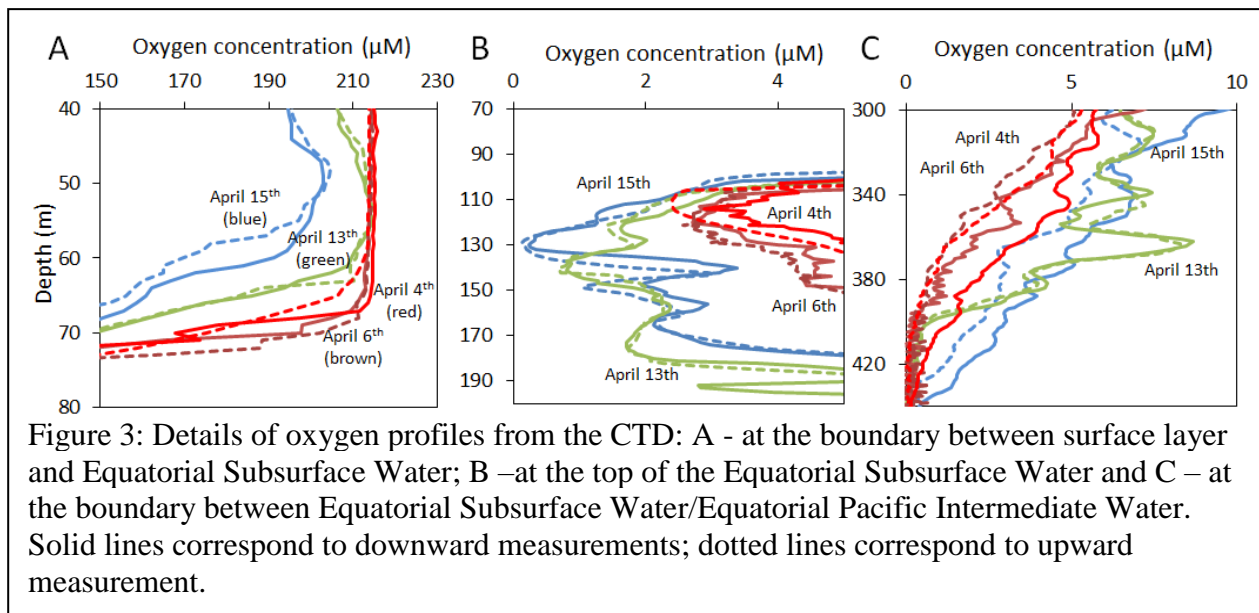 A
Oxygen concentration (µM)
150 170 190 210 230
40
50
60
70
80
Depth (m)
April 15th
(blue)
April 13th
(green)
April 4th
(red)
April 6th
(brown)
B
Oxygen concentration (µM)
0 2 4
70
90
110
130
150
170
190
April 15th
April 4th
April 6th
April 13th
C
Oxygen concentration (µM)
0 5 10
300
340
380
420
April 4th
April 6th
April 15th
April 13th
Figure 3: Details of oxygen profiles from the CTD: A - at the boundary between surface layer
and Equatorial Subsurface Water; B –at the top of the Equatorial Subsurface Water and C – at
the boundary between Equatorial Subsurface Water/Equatorial Pacific Intermediate Water.
Solid lines correspond to downward measurements; dotted lines correspond to upward
measurement.